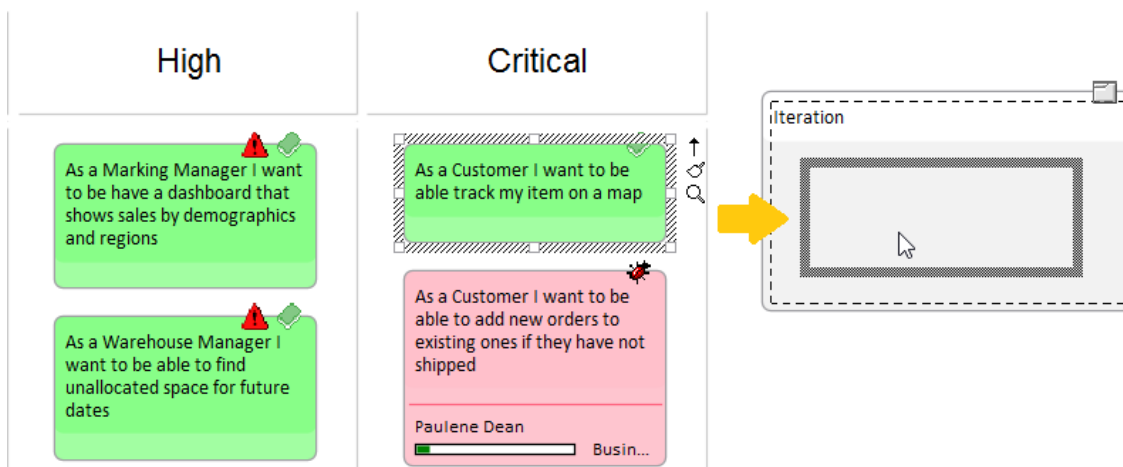 High
Critical
Iteration
As a Marking Manager I want
to be have a dashboard that
shows sales by demographics
and regions
As a Customer I want to be
able track my item on a map
As a Warehouse Manager I
want to be able to find
unallocated space for future
dates
As a Customer I want to be
able to add new orders to
existing ones if they have not
shipped
Paulene Dean
Busin...